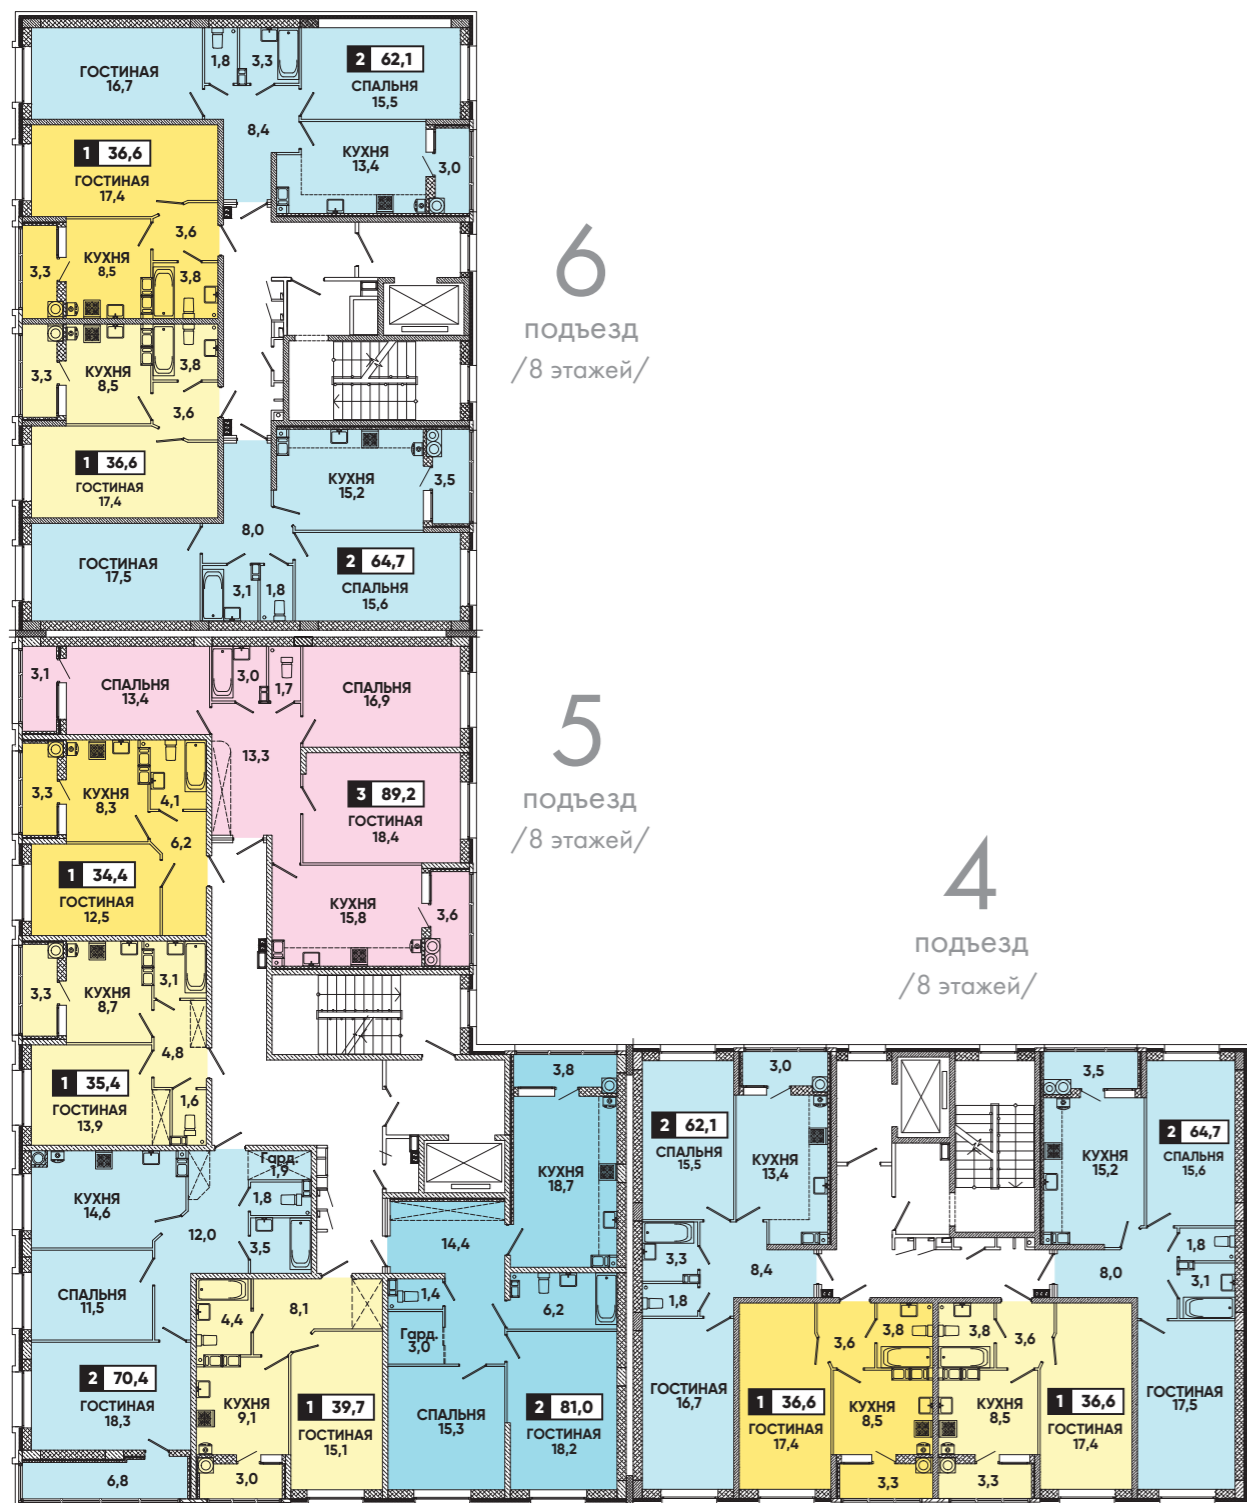 ГОСТИНАЯ
16,7
1,8
3,3
2 62,1
СПАЛЬНЯ
15,5
8,4
1 36,6
ГОСТИНАЯ
17,4
КУХНЯ
13,4
3,0
3,6
3,3
КУХНЯ
8,5
3,8
6
подъезд
/8 этажей/
3,3
КУХНЯ
8,5
3,8
3,6
1 36,6
ГОСТИНАЯ
17,4
КУХНЯ
15,2
3,5
8,0
ГОСТИНАЯ
17,5
3,1
1,8
2 64,7
СПАЛЬНЯ
15,6
3,1
СПАЛЬНЯ
13,4
3,0
1,7
СПАЛЬНЯ
16,9
13,3
5
подъезд
/8 этажей/
3,3
КУХНЯ
8,3
4,1
6,2
3 89,2
ГОСТИНАЯ
18,4
1 34,4
ГОСТИНАЯ
12,5
КУХНЯ
15,8
3,6
4
подъезд
/8 этажей/
3,3
КУХНЯ
8,7
3,1
4,8
1 35,4
ГОСТИНАЯ
13,9
1,6
3,8
3,0
3,5
2 62,1
СПАЛЬНЯ
15,5
КУХНЯ
13,4
КУХНЯ
15,2
2 64,7
СПАЛЬНЯ
15,6
КУХНЯ
14,6
Гард.
1,9
1,8
12,0
3,5
КУХНЯ
18,7
14,4
3,3
8,4
1,8
8,0
1,8
3,1
СПАЛЬНЯ
11,5
4,4
8,1
1,4
6,2
Гард.
3,0
3,6
3,8
3,8
3,6
2 70,4
ГОСТИНАЯ
18,3
КУХНЯ
9,1
1 39,7
ГОСТИНАЯ
15,1
СПАЛЬНЯ
15,3
2 81,0
ГОСТИНАЯ
18,2
ГОСТИНАЯ
16,7
1 36,6
ГОСТИНАЯ
17,4
КУХНЯ
8,5
КУХНЯ
8,5
1 36,6
ГОСТИНАЯ
17,4
ГОСТИНАЯ
17,5
6,8
3,0
3,3
3,3